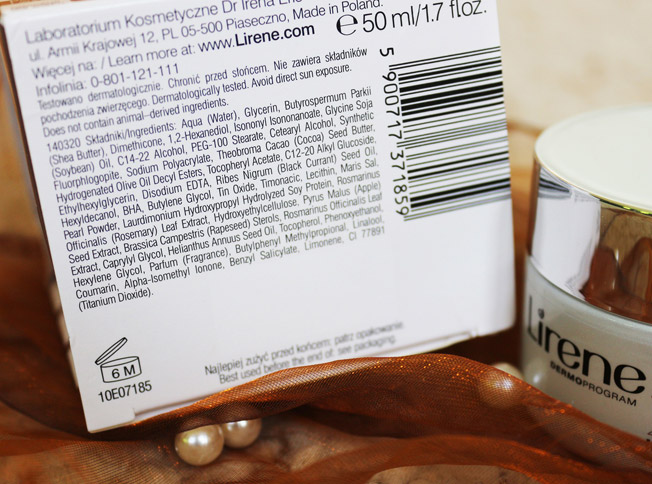 Laboratorium Kosmetyczne Dr Irena
ul. Armii Krajowej 12, PL 05-500 Piaseczno, Made in Poland.
Więcej na: / Learn more at: www.Lirene.com
Infolinia: 0-801-121-111
℮ 50 ml/1.7 fl.oz.
Testowano dermatologicznie. Chronić przed słońcem. Nie zawiera składników
pochodzenia zwierzęcego. Dermatologically tested. Avoid direct sun exposure.
Does not contain animal-derived ingredients.
140320 Składniki/Ingredients: Aqua (Water), Glycerin, Butyrospermum Parkii
(Shea Butter), Dimethicone, 1,2-Hexanediol, Isononyl Isononanoate, Glycine Soja
(Soybean) Oil, C14-22 Alcohol, PEG-100 Stearate, Cetearyl Alcohol, Synthetic
Fluorphlogopite, Sodium Polyacrylate, Theobroma Cacao (Cocoa) Seed Butter,
Hydrogenated Olive Oil Decyl Esters, Tocopheryl Acetate, C12-20 Alkyl Glucoside,
Ethylhexylglycerin, Disodium EDTA, Ribes Nigrum (Black Currant) Seed Oil,
Hexyldecanol, BHA, Butylene Glycol, Tin Oxide, Timonacic, Lecithin, Maris Sal,
Pearl Powder, Laurdimonium Hydroxypropyl Hydrolyzed Soy Protein, Rosmarinus
Officinalis (Rosemary) Leaf Extract, Hydroxyethylcellulose, Pyrus Malus (Apple)
Seed Extract, Brassica Campestris (Rapeseed) Sterols, Rosmarinus Officinalis Leaf
Extract, Caprylyl Glycol, Helianthus Annuus Seed Oil, Tocopherol, Phenoxyethanol,
Hexylene Glycol, Parfum (Fragrance), Butylphenyl Methylpropional, Linalool,
Coumarin, Alpha-Isomethyl Ionone, Benzyl Salicylate, Limonene, CI 77891
(Titanium Dioxide).
5 900717 371859
6 M
10E07185
Najlepiej zużyć przed końcem: patrz opakowanie.
Best used before the end of: see packaging.
Lirene
DERMOPROGRAM